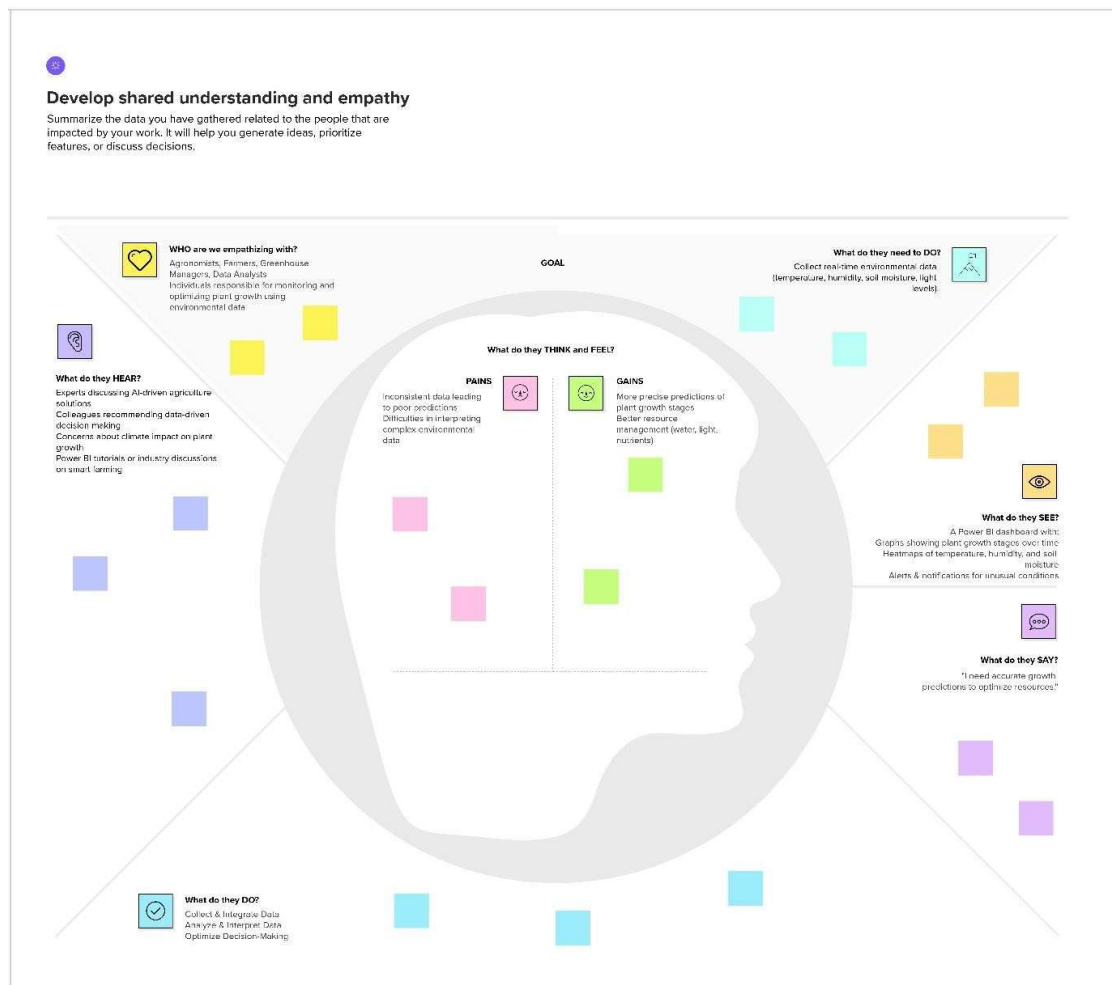 Develop shared understanding and empathy
Summarize the data you have gathered related to the people that are
impacted by your work. It will help you generate ideas, prioritize
features, or discuss decisions.
WHO are we empathizing with?
Agronomists, Farmers, Greenhouse
Managers, Data Analysts
Individuals responsible for monitoring and
optimizing plant growth using
environmental data
GOAL
What do they need to DO?
Collect real-time environmental data
(temperature, humidity, soil moisture, light
levels).
What do they HEAR?
Experts discussing AI-driven agriculture
solutions
Colleagues recommending data-driven
decision making
Concerns about climate impact on plant
growth
Power BI tutorials or industry discussions
on smart farming
What do they THINK and FEEL?
PAINS
Inconsistent data leading
to poor predictions
Difficulties in interpreting
complex environmental
data
GAINS
More precise predictions of
plant growth stages
Better resource
management (water, light,
nutrients)
What do they SEE?
A Power BI dashboard with:
Graphs showing plant growth stages over time
Heatmaps of temperature, humidity, and soil
moisture
Alerts & notifications for unusual conditions
What do they SAY?
"I need accurate growth
predictions to optimize resources."
What do they DO?
Collect & Integrate Data
Analyze & Interpret Data
Optimize Decision-Making